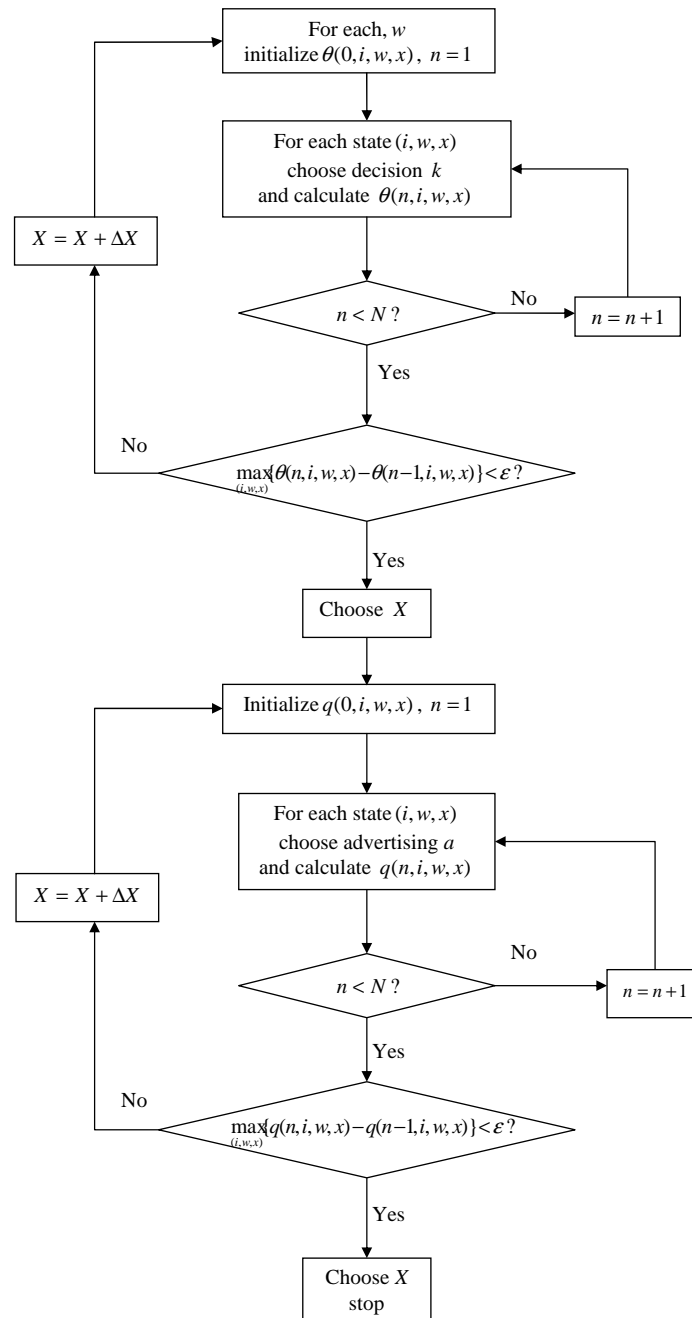 For each, w
initialize θ(0,i,w,x), n = 1
For each state (i,w,x)
choose decision k
and calculate θ(n,i,w,x)
X = X + ΔX
n < N ?
No
n = n +1
Yes
No
max{θ(n,i,w,x)−θ(n−1,i,w,x)}<ε?
(i,w,x)
Yes
Choose X
Initialize q(0,i,w,x), n = 1
For each state (i,w,x)
choose advertising a
and calculate q(n,i,w,x)
X = X + ΔX
n < N ?
No
n = n +1
Yes
No
max{q(n,i,w,x)−q(n−1,i,w,x)}<ε?
(i,w,x)
Yes
Choose X
stop